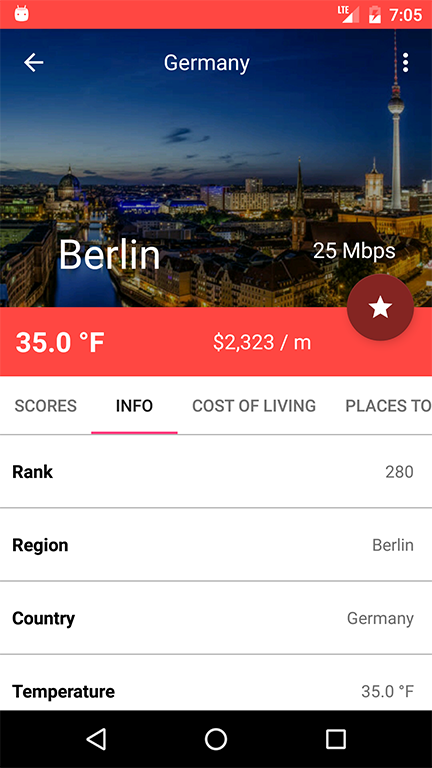 LTE 7:05
Germany
Berlin 25 Mbps
35.0 °F $2,323 / m
SCORES INFO COST OF LIVING PLACES TO
Rank 280
Region Berlin
Country Germany
Temperature 35.0 °F